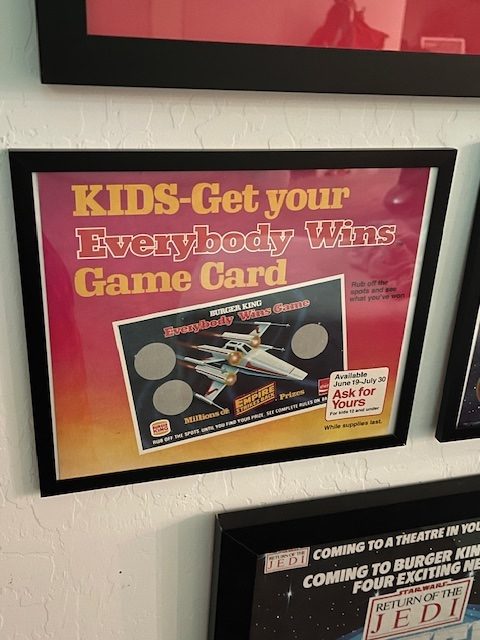 KIDS-Get your
Everybody Wins
Game Card
Rub off the
spots and see
what you've won
BURGER KING
Everybody Wins Game
Millions of
THE
EMPIRE
STRIKES BACK
Prizes
BURGER
KING
RUB OFF THE SPOTS UNTIL YOU FIND YOUR PRIZE. SEE COMPLETE RULES ON
Available
June 19-July 30
Ask for
Yours
For kids 12 and under
While supplies last.
RETURN OF THE
JEDI
COMING TO A THEATRE IN YOU
COMING TO BURGER KIN
FOUR EXCITING NE
STAR WARS
RETURN OF THE
JEDI